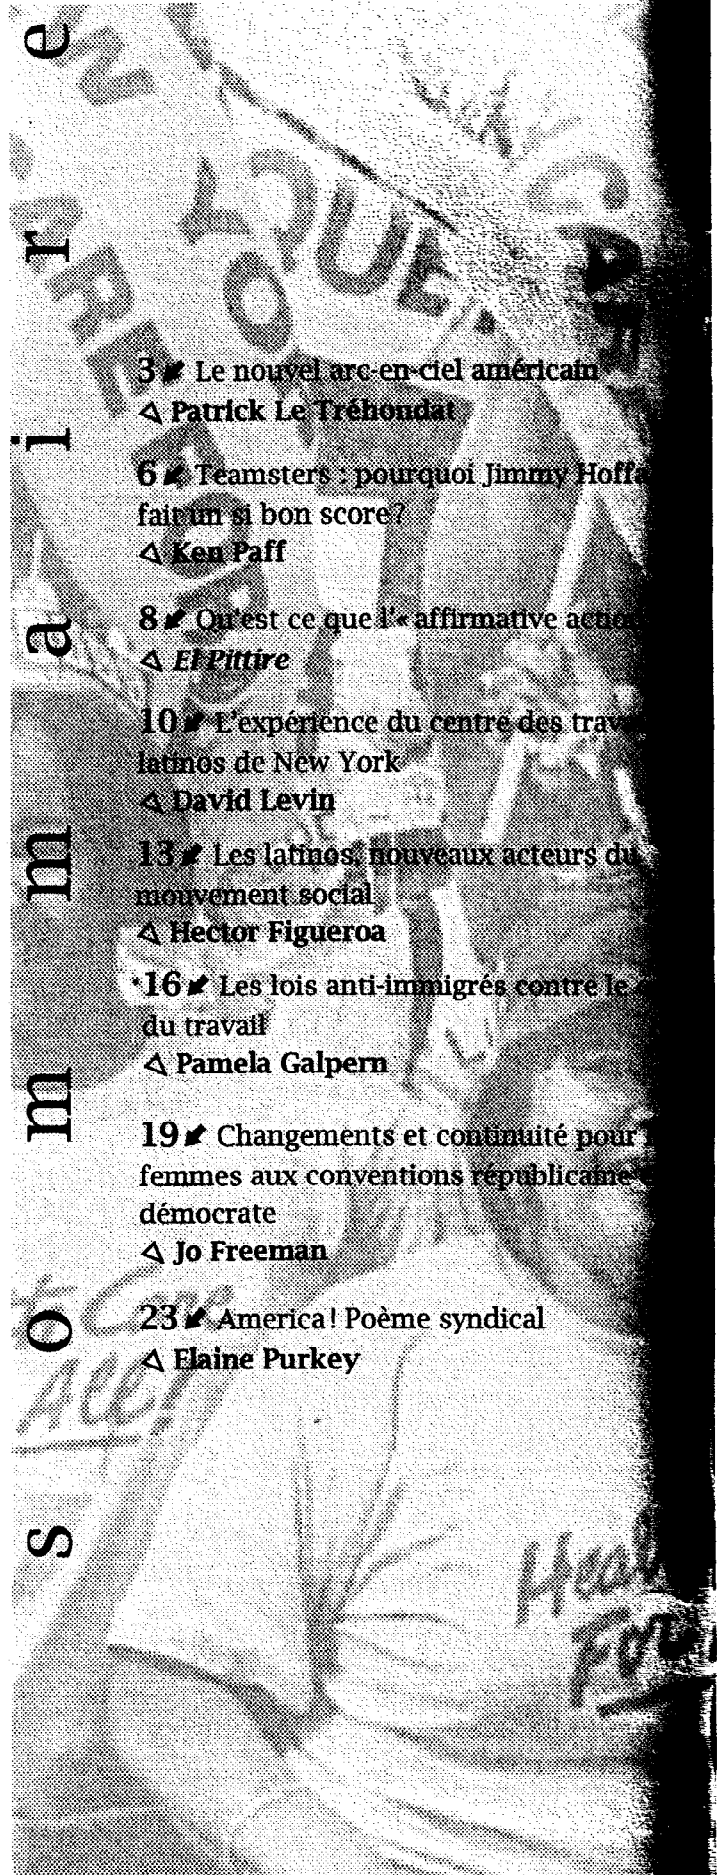 sommaire
3 Le nouvel arc-en-ciel américain
Patrick Le Tréhondat
6 Teamsters : pourquoi Jimmy Hoffa
fait un si bon score?
Ken Paff
8 Qu'est ce que l'« affirmative
El Pittire
10 L'expérience du centre des
latinos de New York
David Levin
13 Les latinos, nouveaux acteurs du
mouvement social
Hector Figueroa
16 Les lois anti-immigrés contre le
du travail
Pamela Galpern
19 Changements et continuité pour
femmes aux conventions républicaine
démocrate
Jo Freeman
23 America! Poème syndical
Elaine Purkey
All!
For